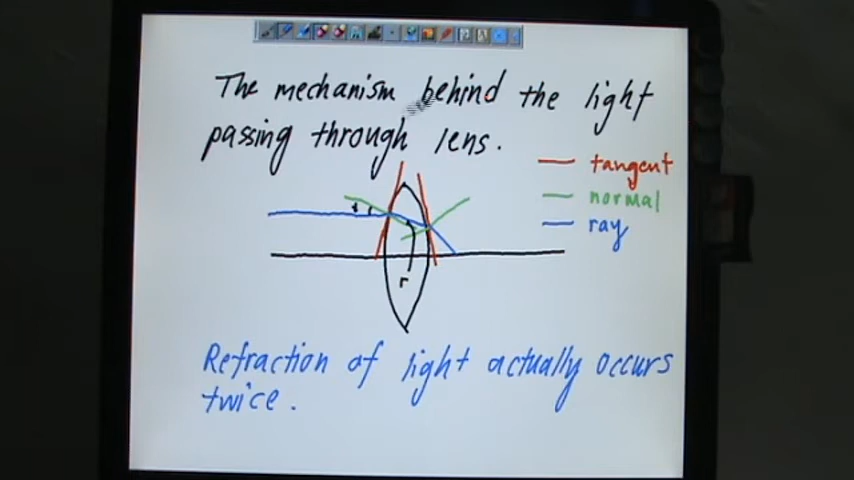 The mechanism behind the light
passing through lens.
tangent
normal
ray
i
r
Refraction of light actually occurs
twice.